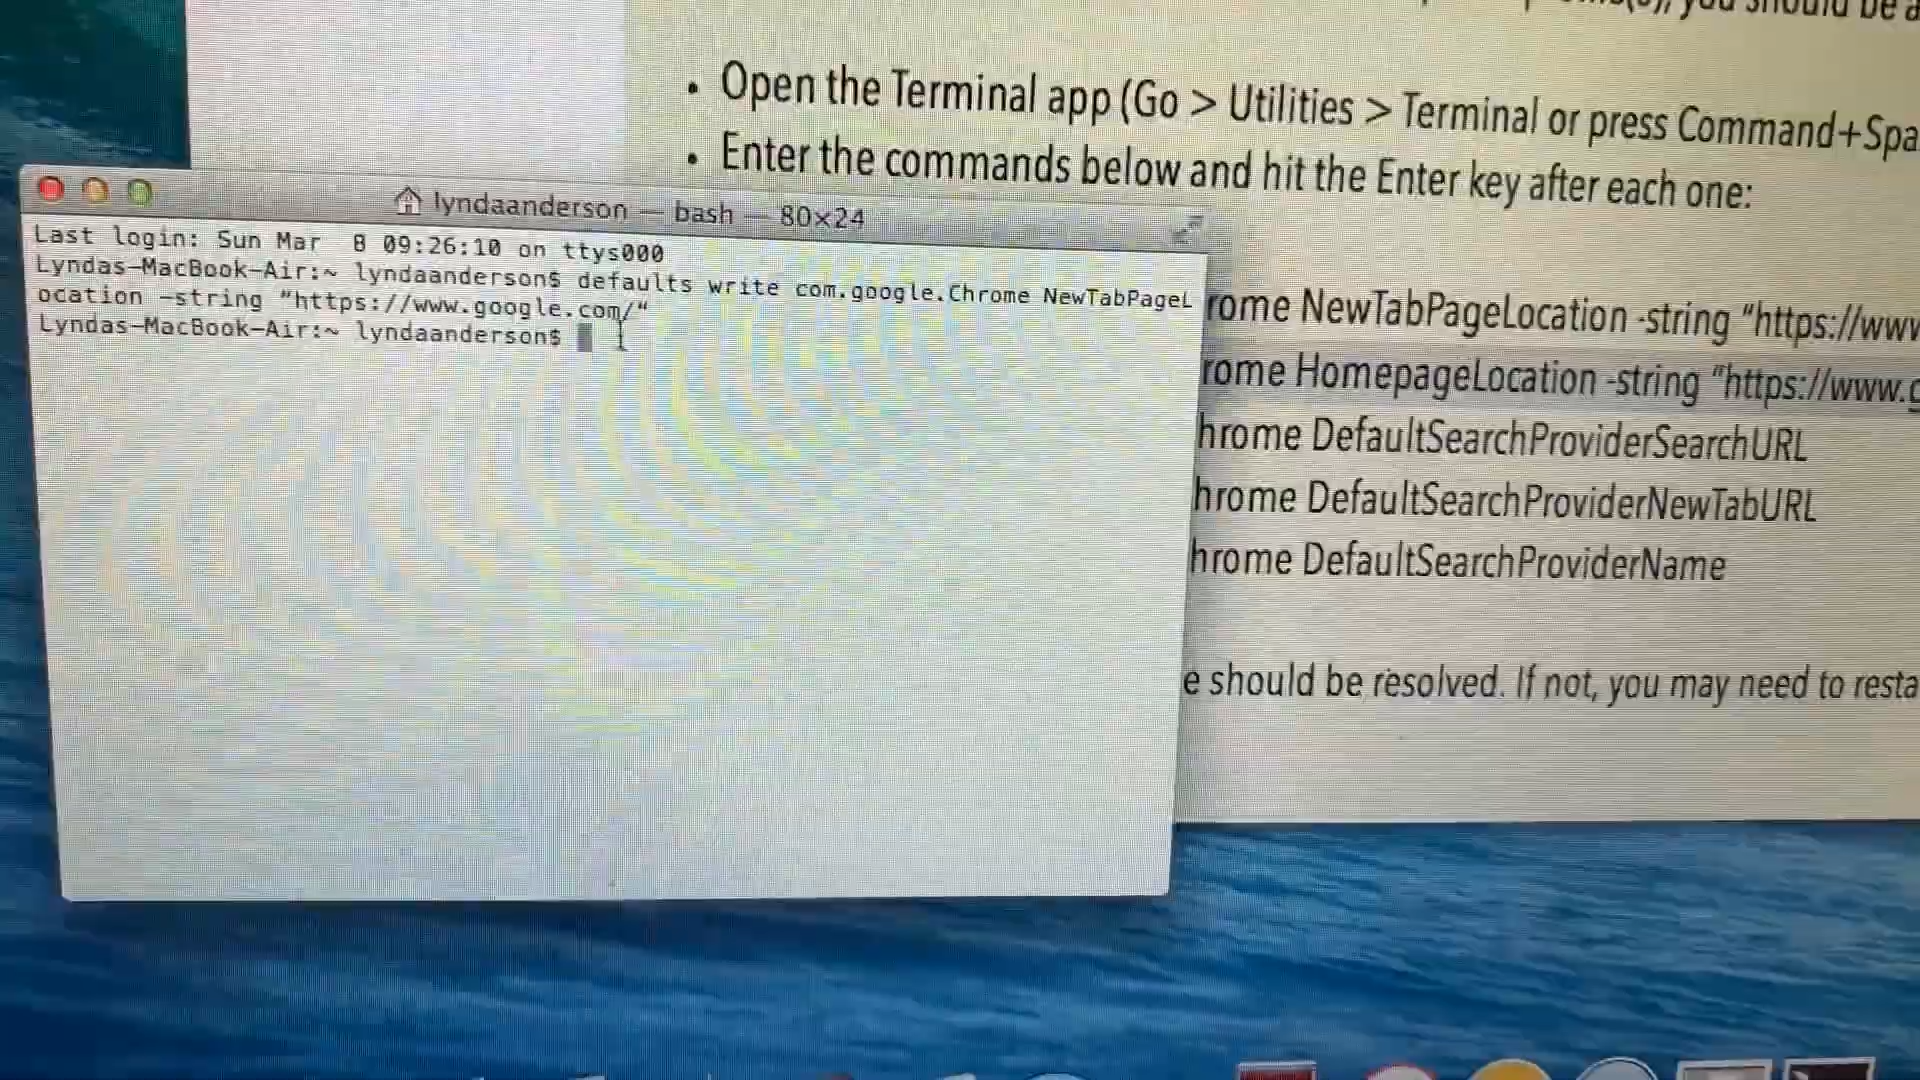 you should be a
• Open the Terminal app (Go > Utilities > Terminal or press Command+Spa
• Enter the commands below and hit the Enter key after each one:
lyndaanderson — bash — 80×24
Last login: Sun Mar  8 09:26:10 on ttys000
Lyndas-MacBook-Air:~ lyndaanderson$ defaults write com.google.Chrome NewTabPageL
ocation -string “https://www.google.com/“
Lyndas-MacBook-Air:~ lyndaanderson$
rome NewTabPageLocation -string “https://www
rome HomepageLocation -string “https://www.g
hrome DefaultSearchProviderSearchURL
hrome DefaultSearchProviderNewTabURL
hrome DefaultSearchProviderName
e should be resolved. If not, you may need to resta